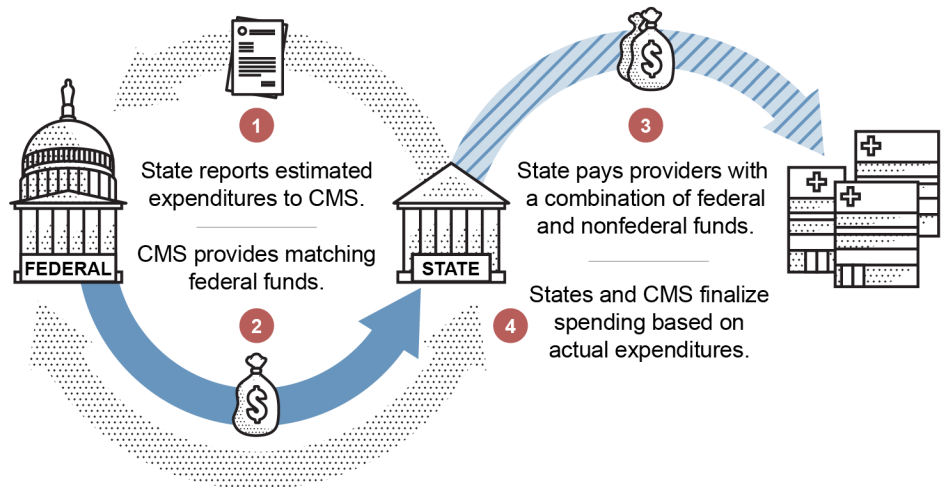 1
State reports estimated
expenditures to CMS.
CMS provides matching
federal funds.
2
FEDERAL
STATE
$
3
State pays providers with
a combination of federal
and nonfederal funds.
$
4
States and CMS finalize
spending based on
actual expenditures.